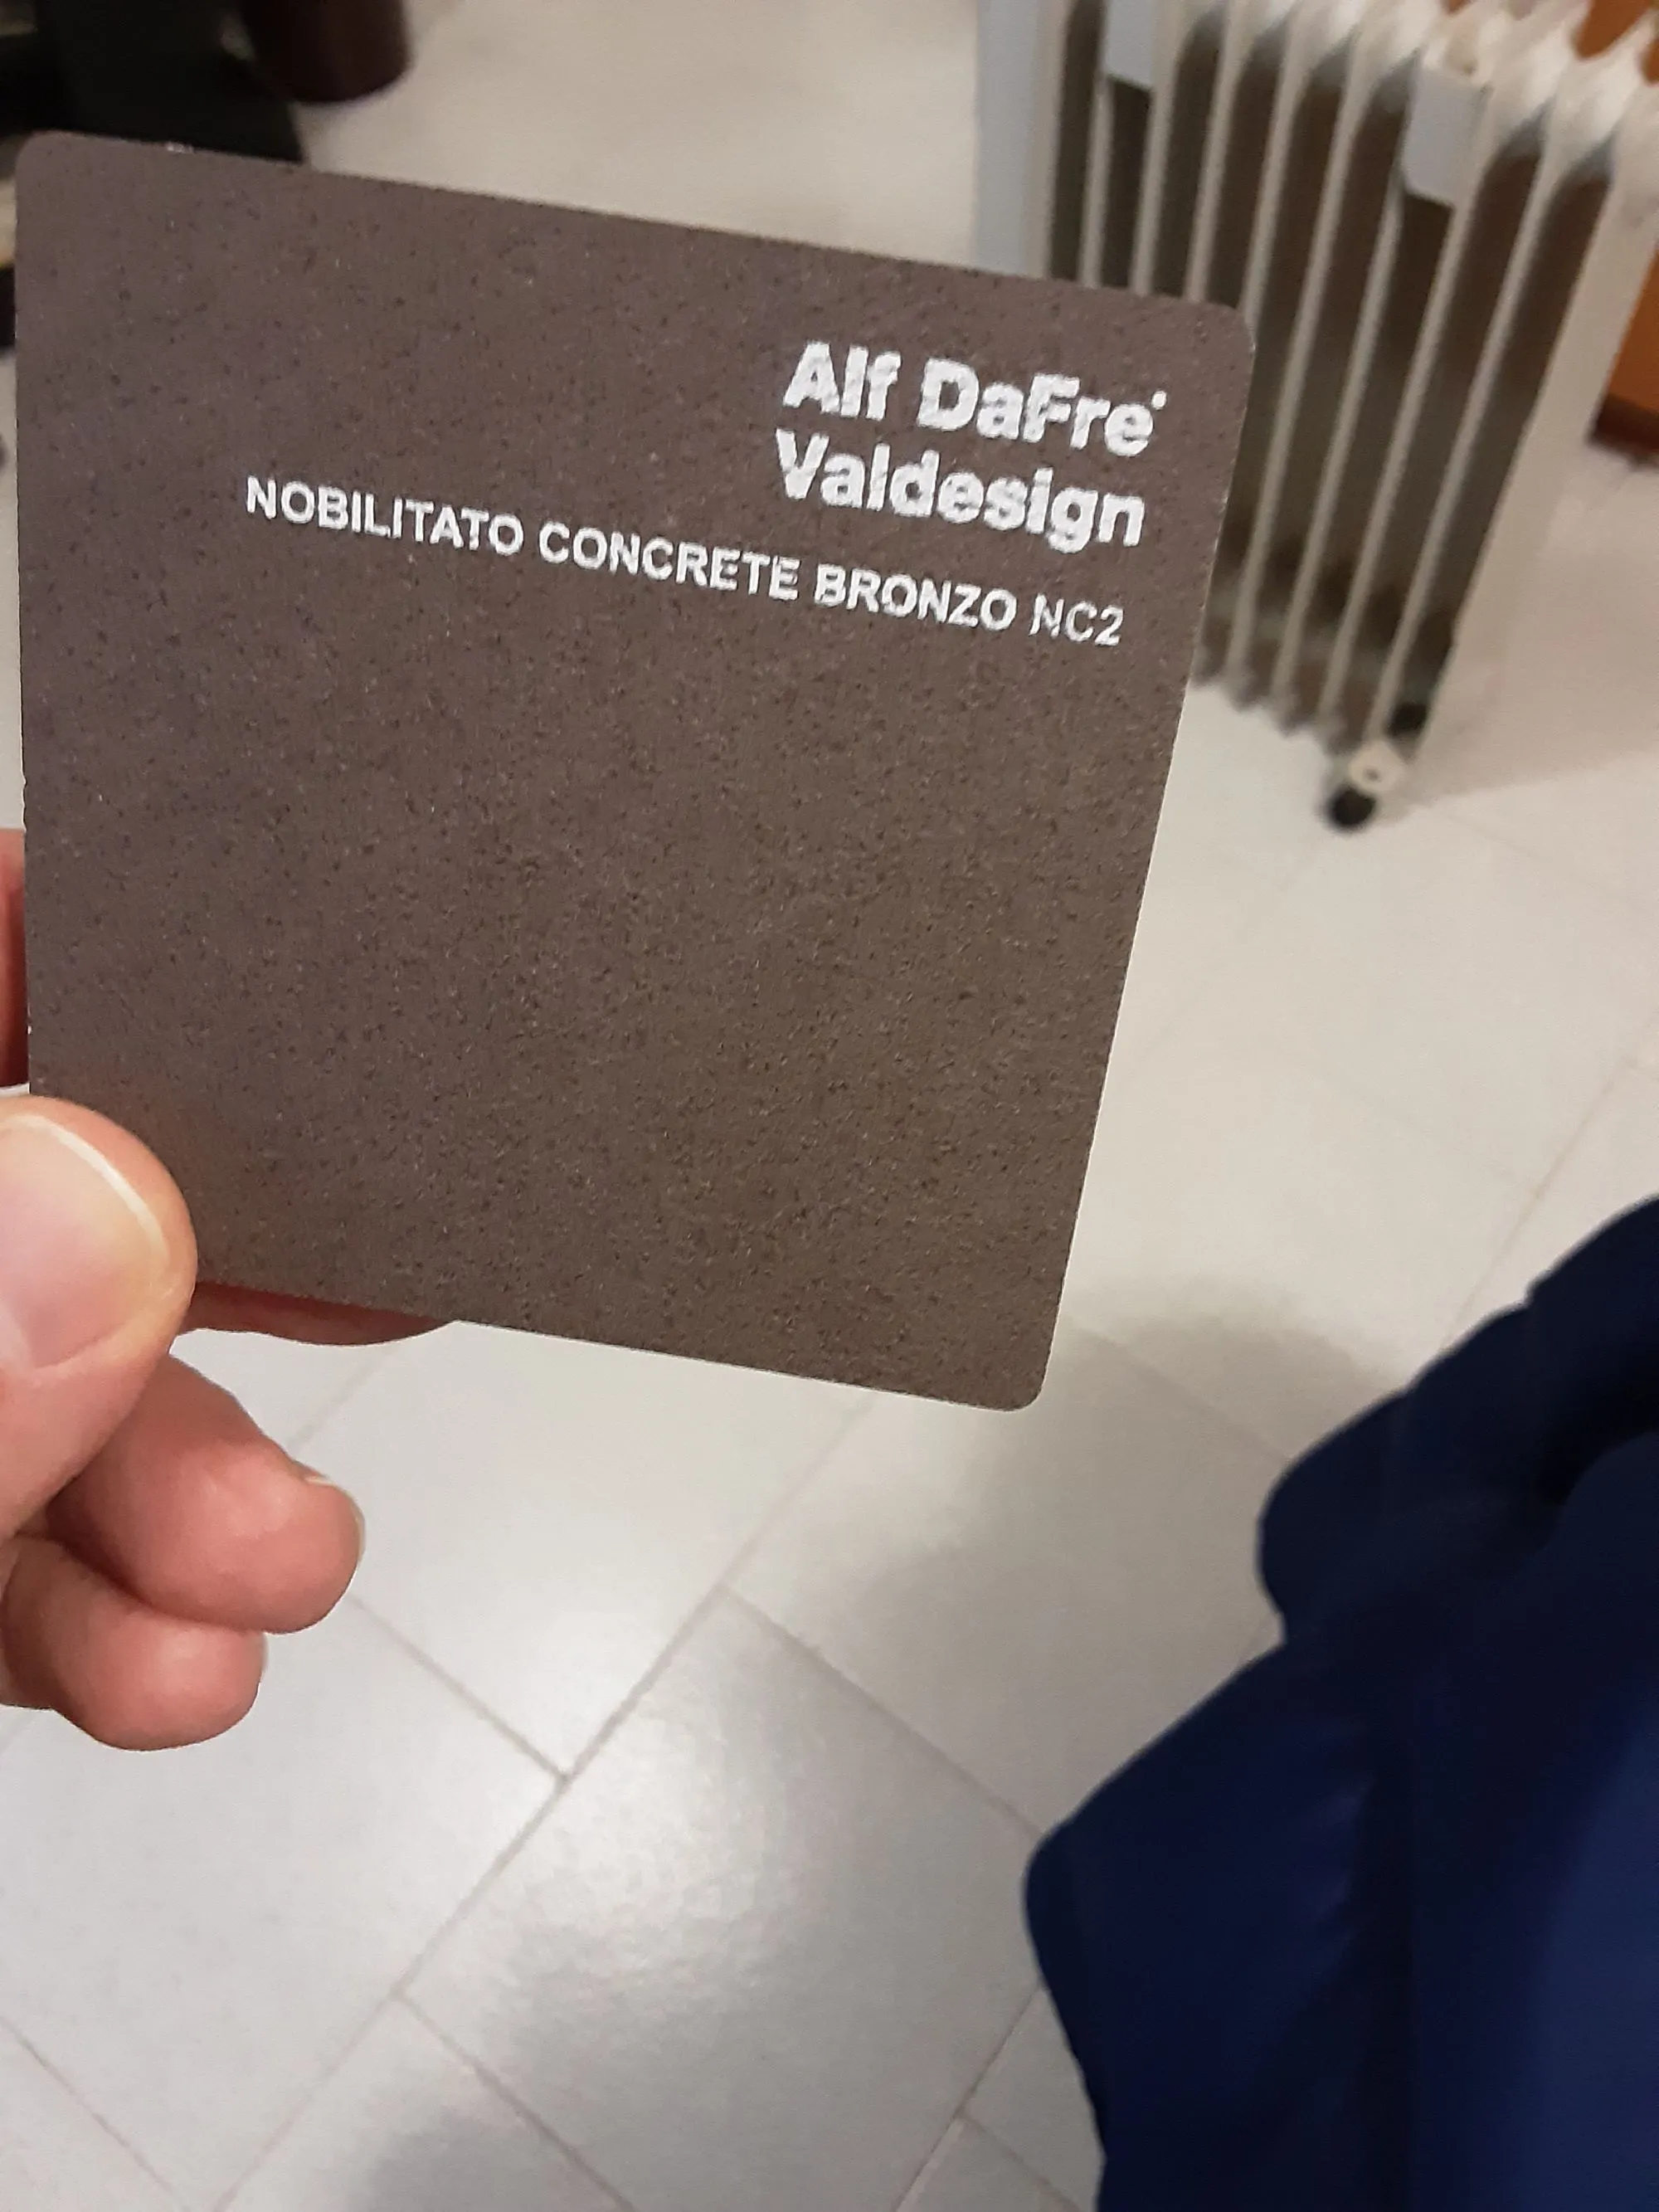 Alf DaFrè
Valdesign
NOBILITATO CONCRETE BRONZO NC2